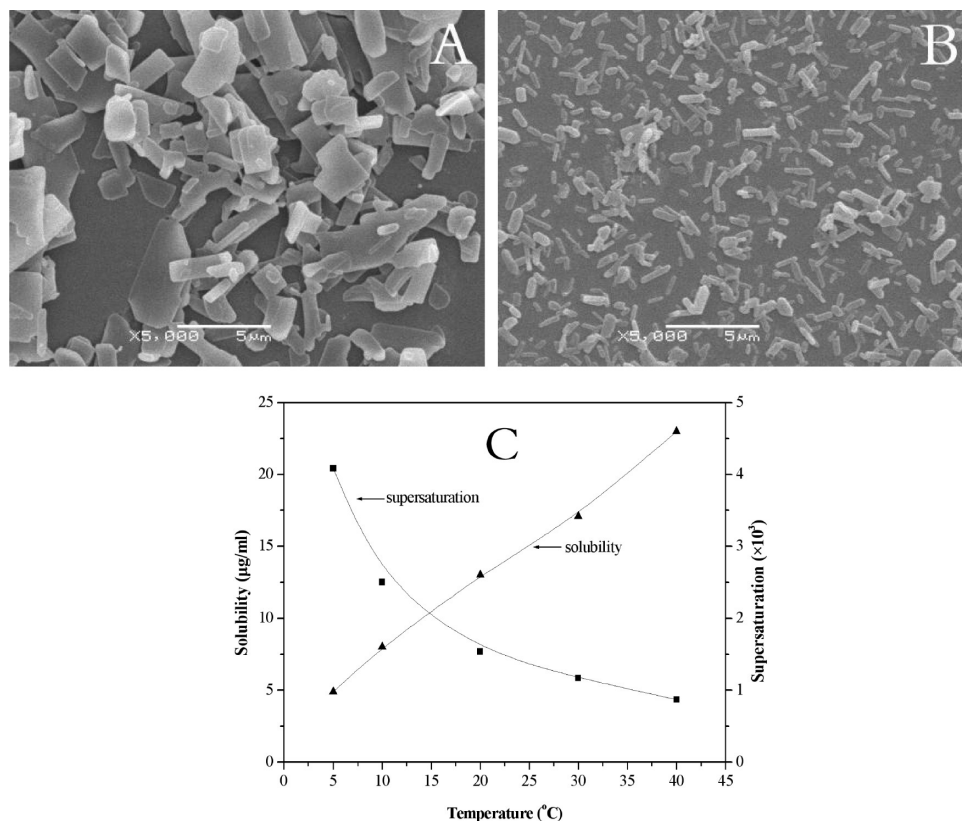 A
X5,000 5μm
B
X5,000 5μm
C
25
20
15
10
5
0
Solubility (μg/ml)
5
4
3
2
1
0
Supersaturation (×10³)
supersaturation
solubility
0 5 10 15 20 25 30 35 40 45
Temperature (°C)